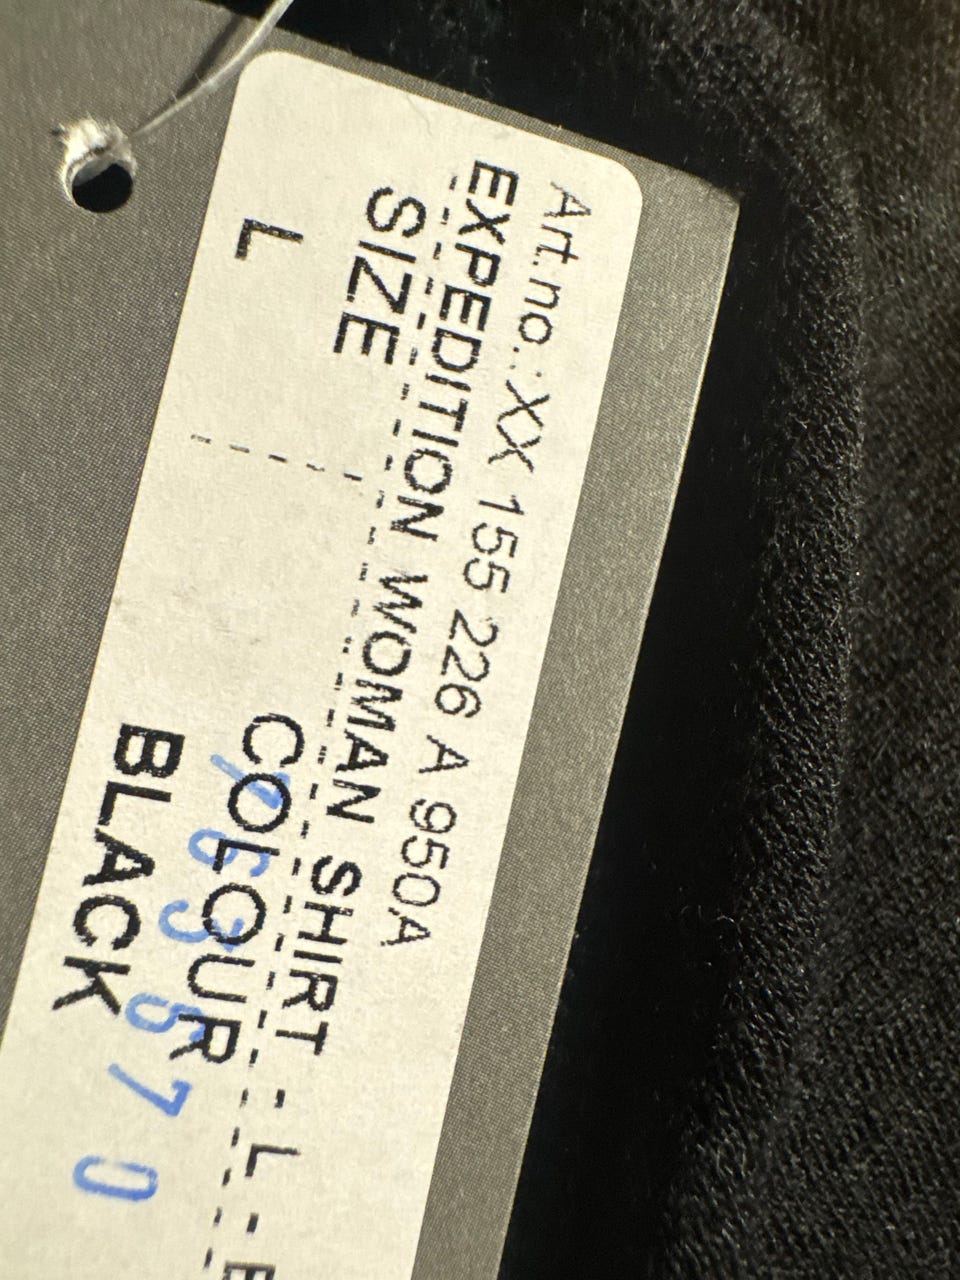 Art.no.:XX 155 226 A 950A
EXPEDITION WOMAN SHIRT - L -
SIZE COLOUR
L BLACK